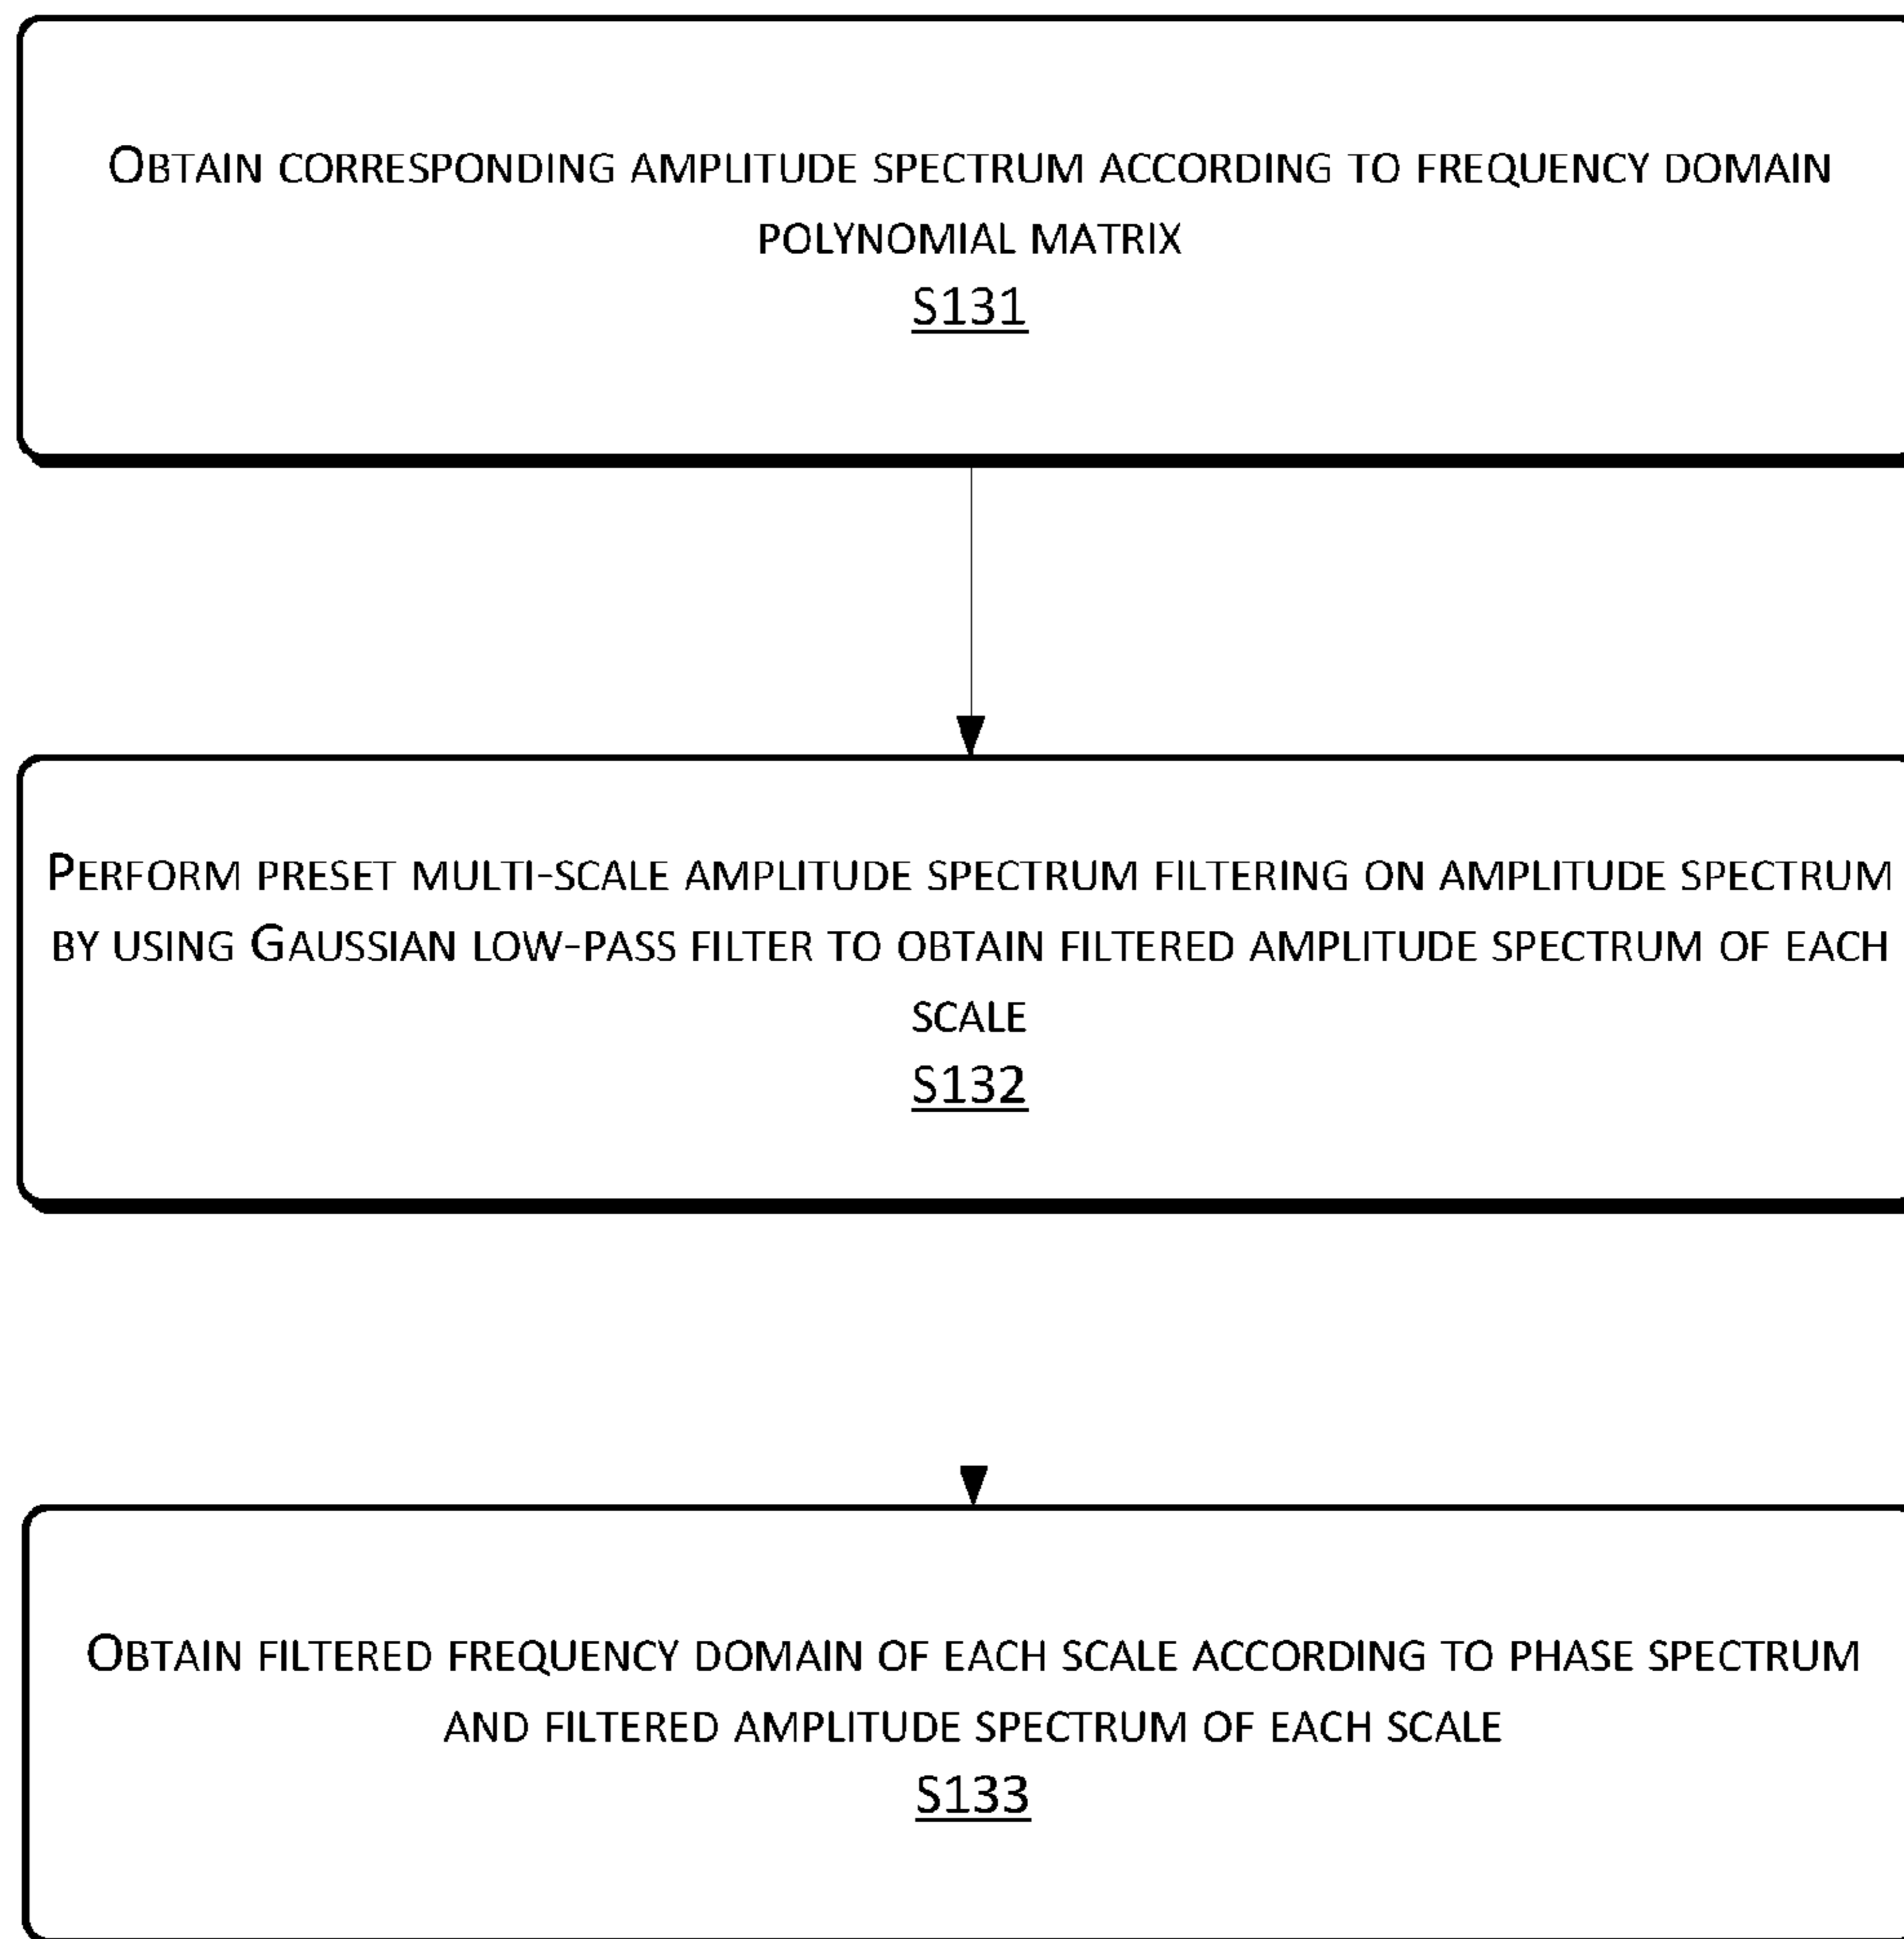 Obtain corresponding amplitude spectrum according to frequency domain
polynomial matrix
S131
Perform preset multi-scale amplitude spectrum filtering on amplitude spectrum
by using Gaussian low-pass filter to obtain filtered amplitude spectrum of each
scale
S132
Obtain filtered frequency domain of each scale according to phase spectrum
and filtered amplitude spectrum of each scale
S133